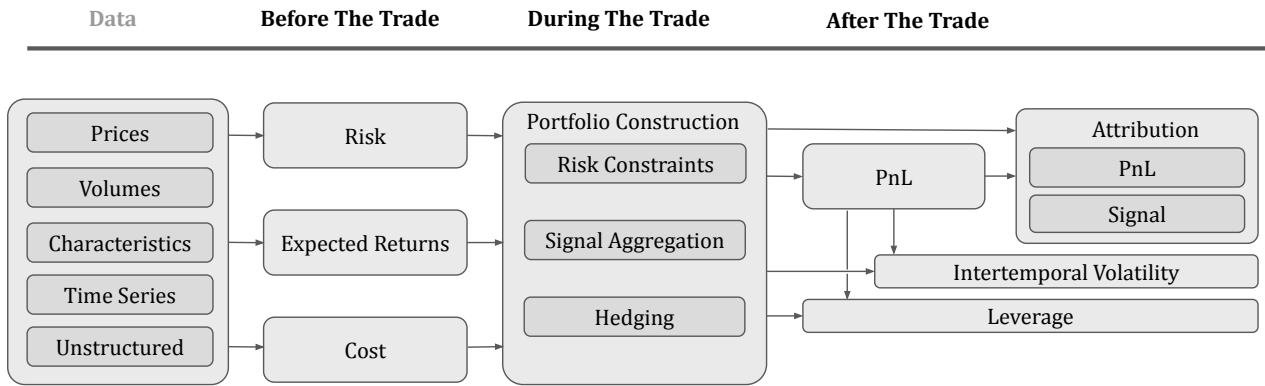 Data
Before The Trade
During The Trade
After The Trade
Prices
Volumes
Characteristics
Time Series
Unstructured
Risk
Expected Returns
Cost
Portfolio Construction
Risk Constraints
Signal Aggregation
Hedging
PnL
Attribution
PnL
Signal
Intertemporal Volatility
Leverage